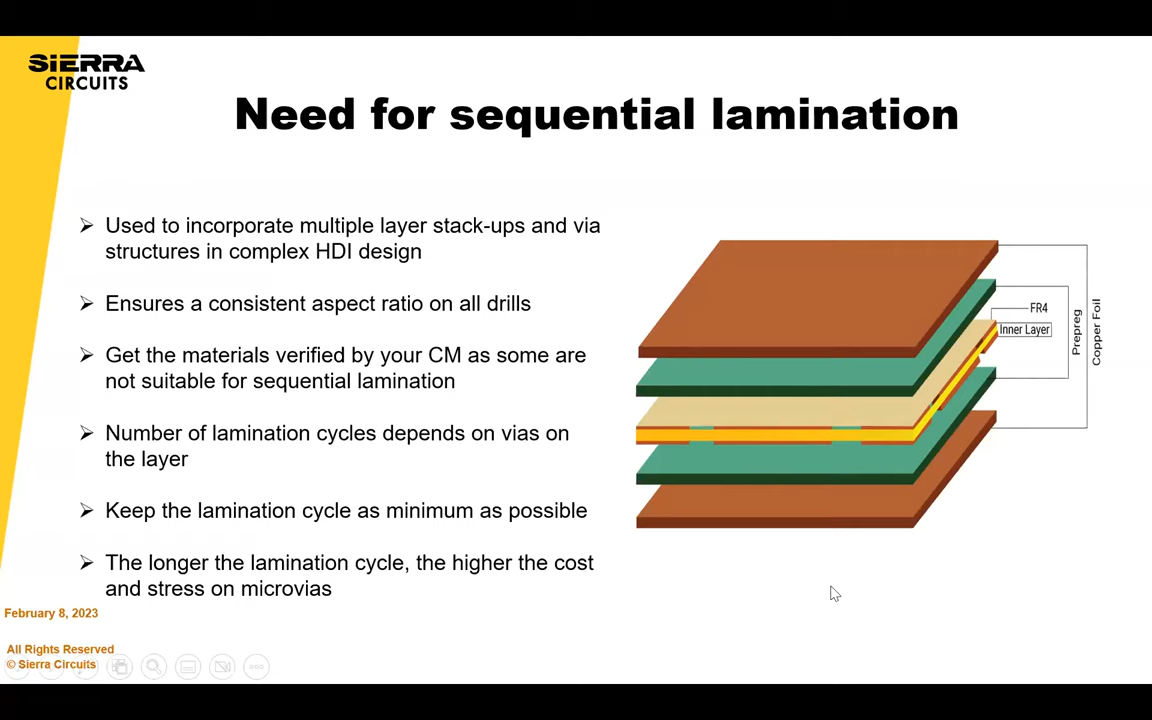 SiERRA
CIRCUITS
Need for sequential lamination
Used to incorporate multiple layer stack-ups and via
structures in complex HDI design
Ensures a consistent aspect ratio on all drills
Get the materials verified by your CM as some are
not suitable for sequential lamination
Number of lamination cycles depends on vias on
the layer
Keep the lamination cycle as minimum as possible
The longer the lamination cycle, the higher the cost
and stress on microvias
FR4
Inner Layer
Prepreg
Copper Foil
February 8, 2023
All Rights Reserved
© Sierra Circuits